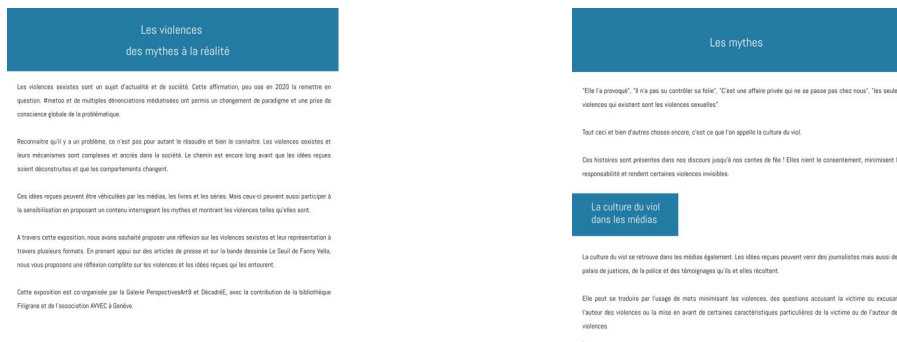 Les violences
des mythes à la réalité
Les violences sexistes sont un sujet d'actualité et de société. Cette affirmation, peu ose en 2020 la remettre en
question. #metoo et de multiples dénonciations médiatisées ont permis un changement de paradigme et une prise de
conscience globale de la problématique.
Reconnaitre qu'il y a un problème, ce n'est pas pour autant le résoudre et bien le connaitre. Les violences sexistes et
leurs mécanismes sont complexes et ancrés dans la société. Le chemin est encore long avant que les idées reçues
soient déconstruites et que les comportements changent.
Ces idées reçues peuvent être véhiculées par les médias, les livres et les séries. Mais ceux-ci peuvent aussi participer à
la sensibilisation en proposant un contenu interrogeant les mythes et montrant les violences telles qu'elles sont.
A travers cette exposition, nous avons souhaité proposer une réflexion sur les violences sexistes et leur représentation à
travers plusieurs formats. En prenant appui sur des articles de presse et sur la bande dessinée Le Seuil de Fanny Vella,
nous vous proposons une réflexion complète sur les violences et les idées reçues qui les entourent.
Cette exposition est co-organisée par la Galerie PerspectivesArt9 et DécadréE, avec la contribution de la bibliothèque
Filigrane et de l'association AVVEC à Genève.
Les mythes
"Elle l'a provoqué", "Il n'a pas su contrôler sa folie", "C'est une affaire privée qui ne se passe pas chez nous", "les seule
violences qui existent sont les violences sexuelles".
Tout ceci et bien d'autres choses encore, c'est ce que l'on appelle la culture du viol.
Ces histoires sont présentes dans nos discours jusqu'à nos contes de fée ! Elles nient le consentement, minimisent l
responsabilité et rendent certaines violences invisibles.
La culture du viol
dans les médias
La culture du viol se retrouve dans les médias également. Les idées reçues peuvent venir des journalistes mais aussi de
palais de justices, de la police et des témoignages qu'ils et elles récoltent.
Elle peut se traduire par l'usage de mots minimisant les violences, des questions accusant la victime ou excusan
l'auteur des violences ou la mise en avant de certaines caractéristiques particulières de la victime ou de l'auteur de
violences.